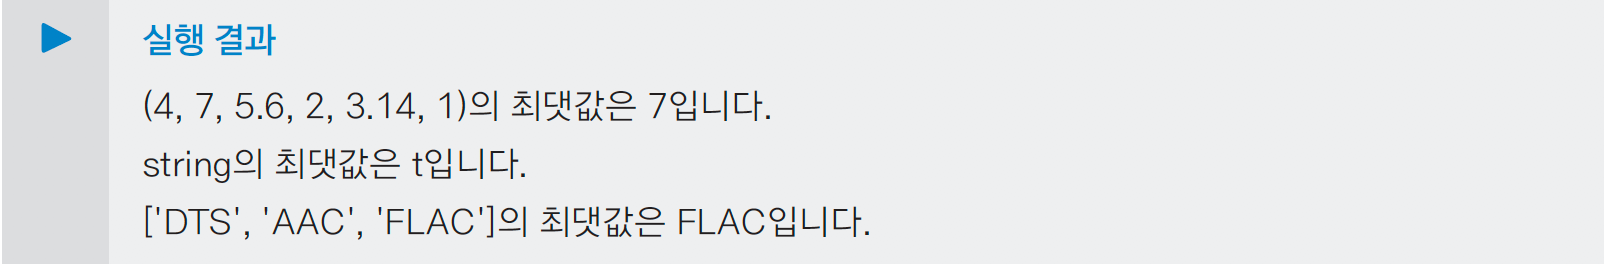 실행 결과
(4, 7, 5.6, 2, 3.14, 1)의 최댓값은 7입니다.
string의 최댓값은 t입니다.
['DTS', 'AAC', 'FLAC']의 최댓값은 FLAC입니다.